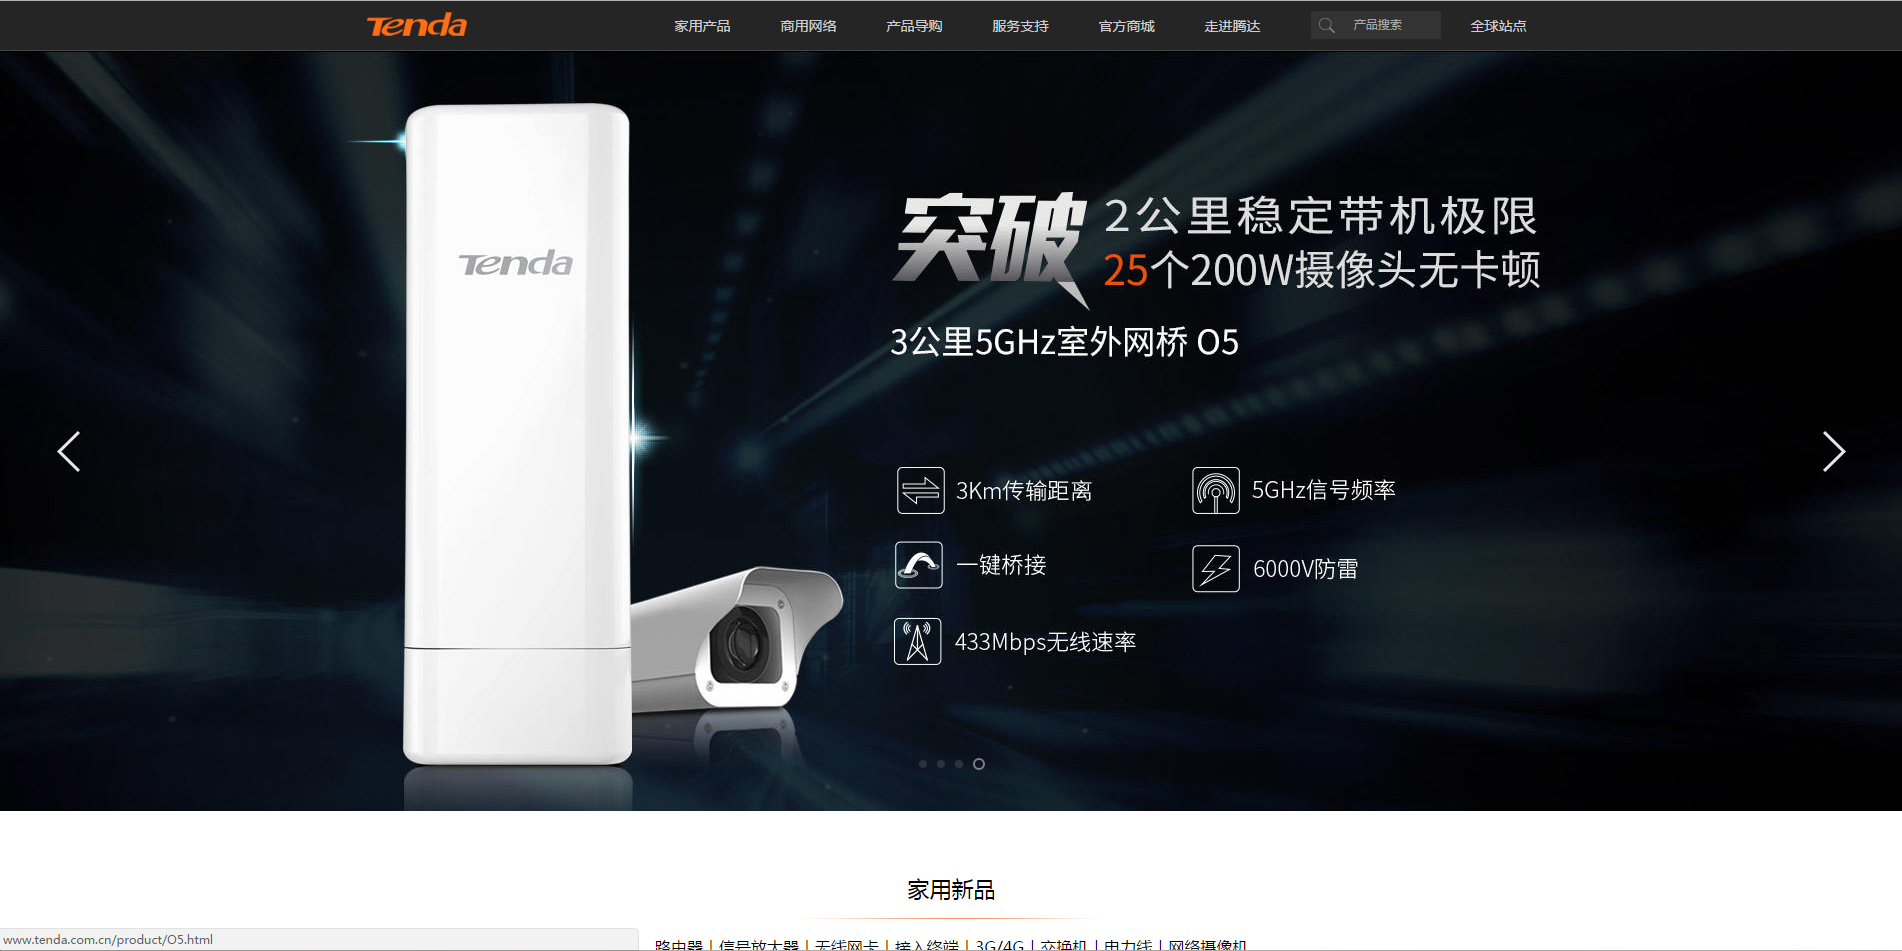 Tenda 家用产品 商用网络 产品导购 服务支持 官方商城 走进腾达 产品搜索 全球站点
Tenda
突破
2公里稳定带机极限
25个200W摄像头无卡顿
3公里5GHz室外网桥 O5
3Km传输距离 5GHz信号频率
一键桥接 6000V防雷
433Mbps无线速率
家用新品
路由器 | 信号放大器 | 无线网卡 | 接入终端 | 3G/4G | 交换机 | 电力线 | 网络摄像机
www.tenda.com.cn/product/O5.html